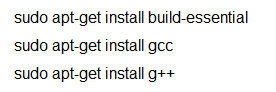 sudo apt-get install build-essential
sudo apt-get install gcc
sudo apt-get install g++